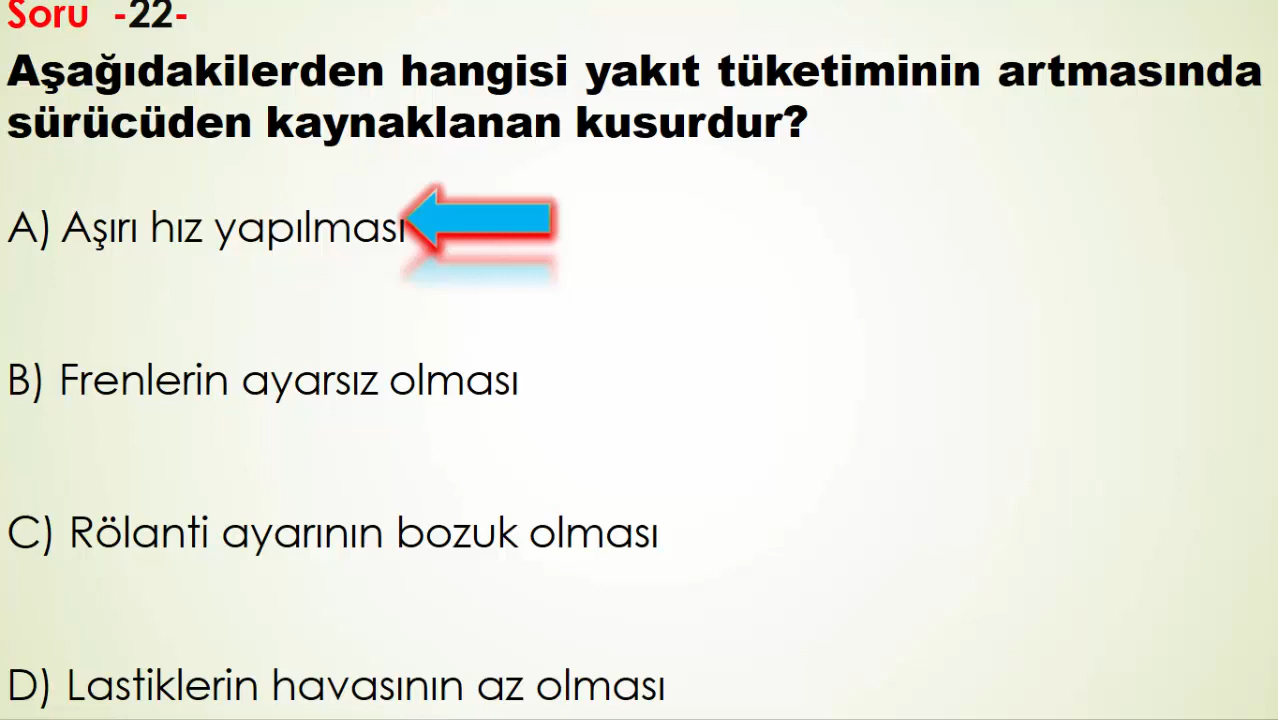 Soru -22-
Aşağıdakilerden hangisi yakıt tüketiminin artmasında
sürücüden kaynaklanan kusurdur?
A) Aşırı hız yapılması
B) Frenlerin ayarsız olması
C) Rölanti ayarının bozuk olması
D) Lastiklerin havasının az olması